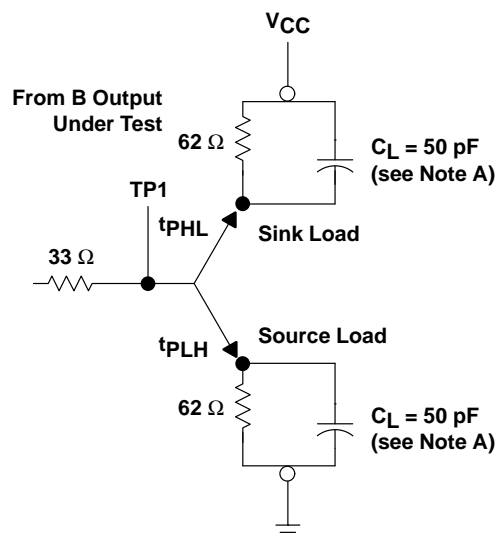 VCC
From B Output
Under Test
62 Ω
CL = 50 pF
(see Note A)
TP1
tPHL
Sink Load
33 Ω
tPLH
Source Load
62 Ω
CL = 50 pF
(see Note A)